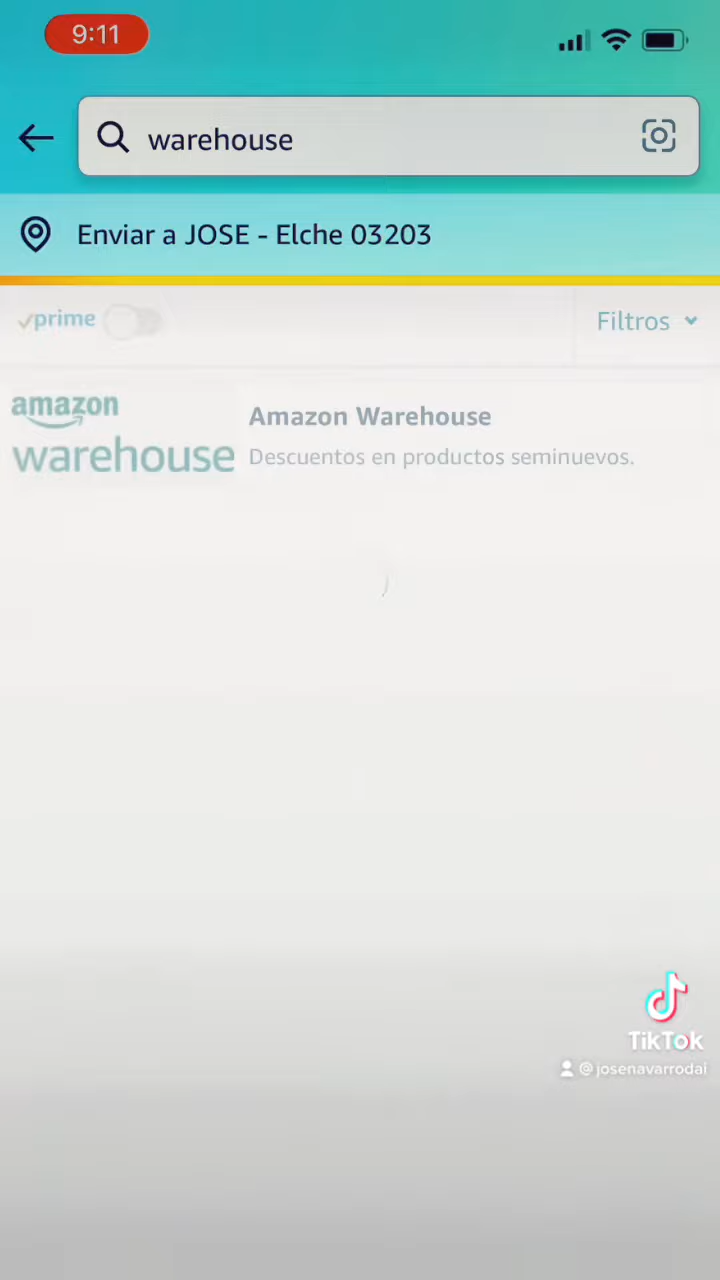 9:11
warehouse
Enviar a JOSE - Elche 03203
prime
Filtros
amazon
warehouse
Amazon Warehouse
Descuentos en productos seminuevos.
TikTok
@josenavarrodai